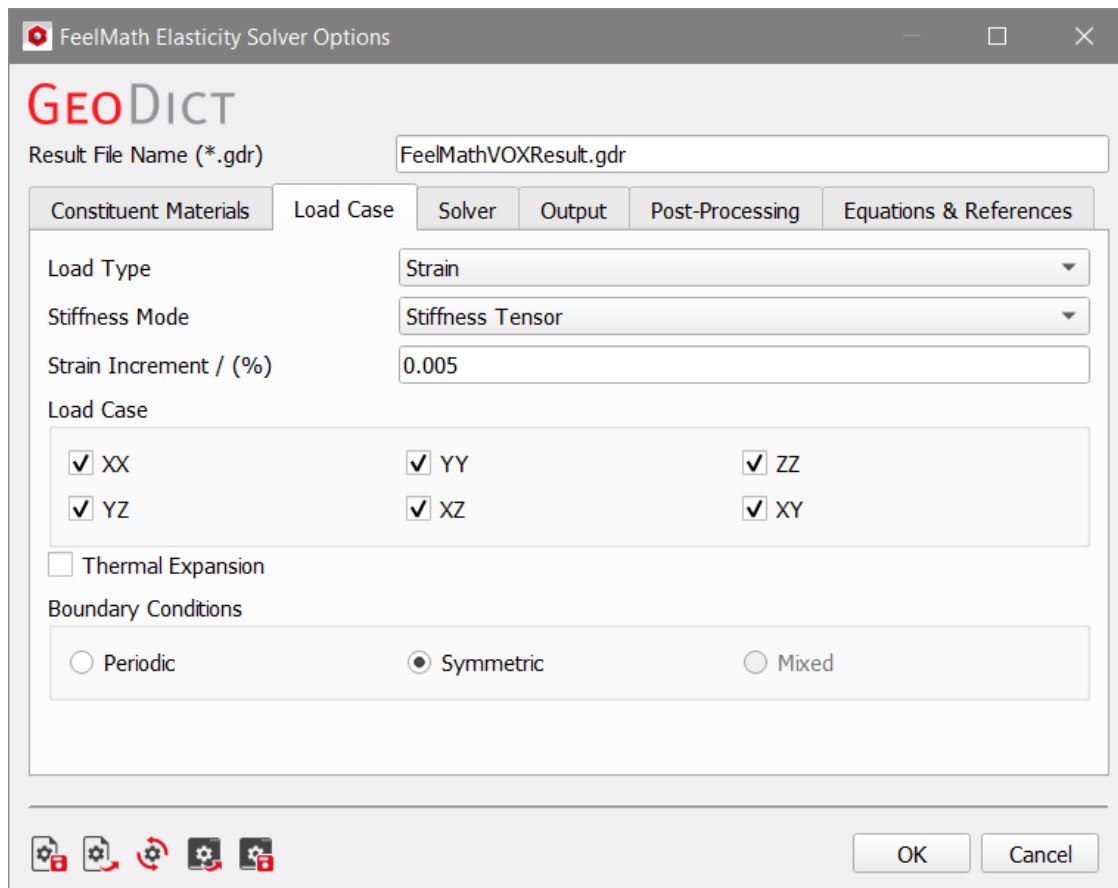 FeelMath Elasticity Solver Options
GEODICT
Result File Name (*.gdr) FeelMathVOXResult.gdr
Constituent Materials Load Case Solver Output Post-Processing Equations & References
Load Type Strain
Stiffness Mode Stiffness Tensor
Strain Increment / (%) 0.005
Load Case
XX YY ZZ
YZ XZ XY
Thermal Expansion
Boundary Conditions
Periodic Symmetric Mixed
OK Cancel